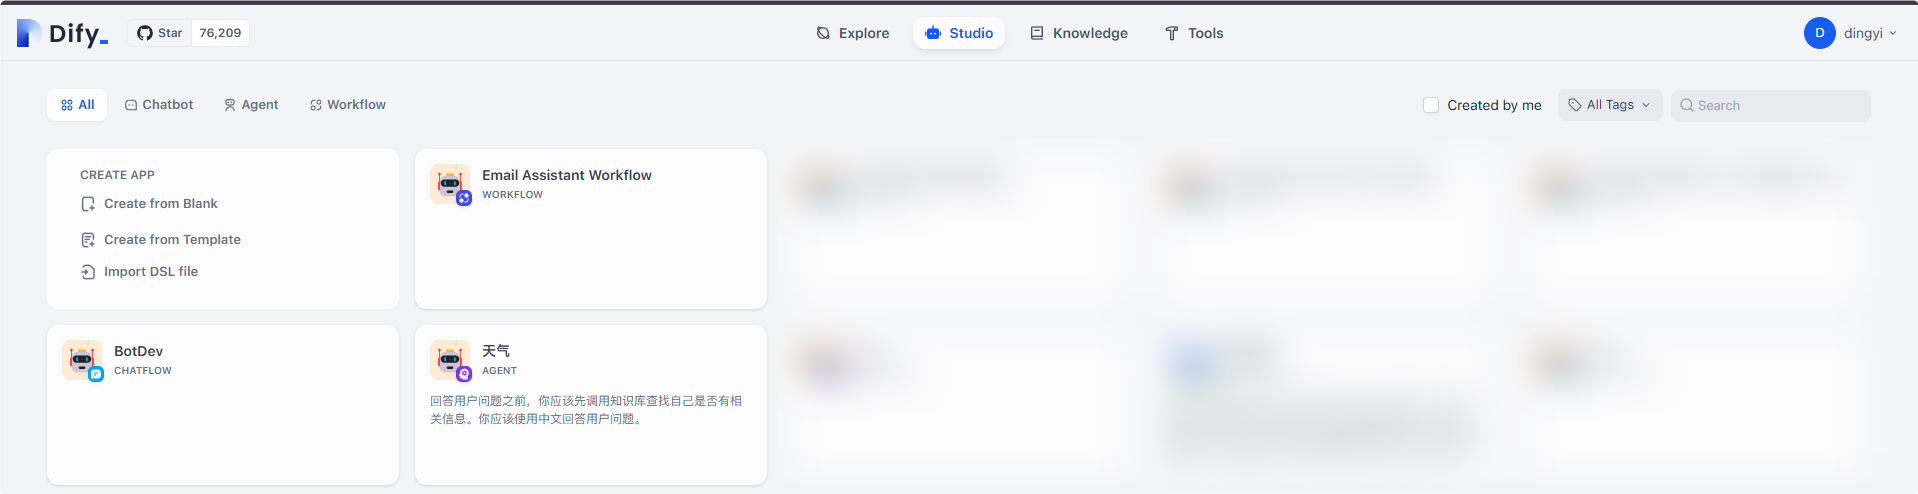 Dify_
Star 76,209
Explore
Studio
Knowledge
Tools
D dingyi
All
Chatbot
Agent
Workflow
Created by me
All Tags
Search
CREATE APP
Create from Blank
Create from Template
Import DSL file
Email Assistant Workflow
WORKFLOW
BotDev
CHATFLOW
天气
AGENT
回答用户问题之前，你应该先调用知识库查找自己是否有相
关信息。你应该使用中文回答用户问题。